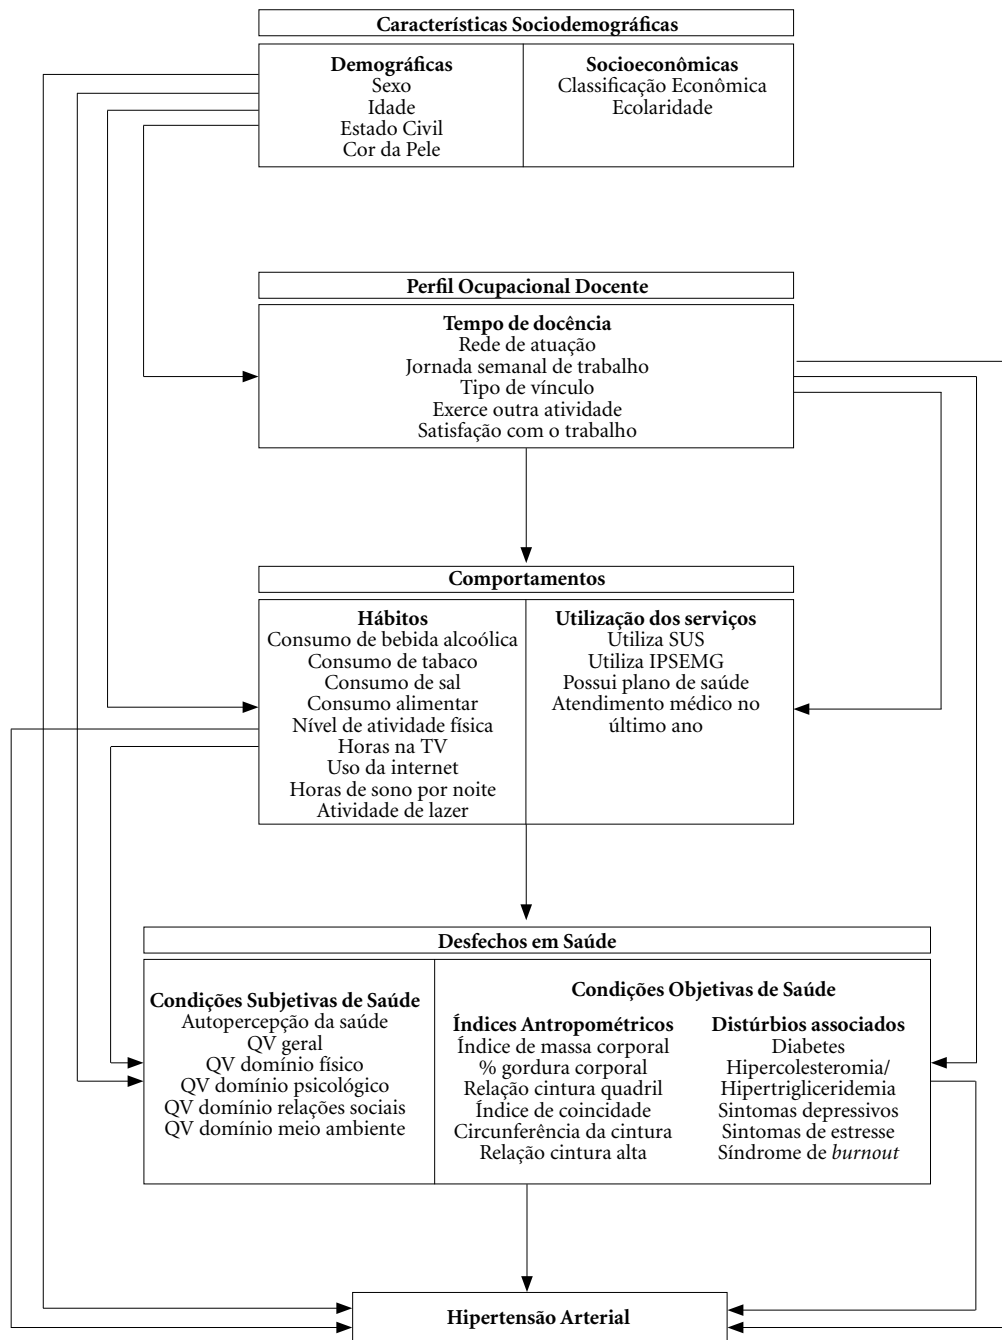 Características Sociodemográficas
Demográficas
Sexo
Idade
Estado Civil
Cor da Pele
Socioeconômicas
Classificação Econômica
Ecolaridade
Perfil Ocupacional Docente
Tempo de docência
Rede de atuação
Jornada semanal de trabalho
Tipo de vínculo
Exerce outra atividade
Satisfação com o trabalho
Comportamentos
Hábitos
Consumo de bebida alcoólica
Consumo de tabaco
Consumo de sal
Consumo alimentar
Nível de atividade física
Horas na TV
Uso da internet
Horas de sono por noite
Atividade de lazer
Utilização dos serviços
Utiliza SUS
Utiliza IPSEMG
Possui plano de saúde
Atendimento médico no
último ano
Desfechos em Saúde
Condições Subjetivas de Saúde
Autopercepção da saúde
QV geral
QV domínio físico
QV domínio psicológico
QV domínio relações sociais
QV domínio meio ambiente
Condições Objetivas de Saúde
Índices Antropométricos
Índice de massa corporal
% gordura corporal
Relação cintura quadril
Índice de coincidade
Circunferência da cintura
Relação cintura alta
Distúrbios associados
Diabetes
Hipercolesteromia/
Hipertrigliceridemia
Sintomas depressivos
Sintomas de estresse
Síndrome de burnout
Hipertensão Arterial